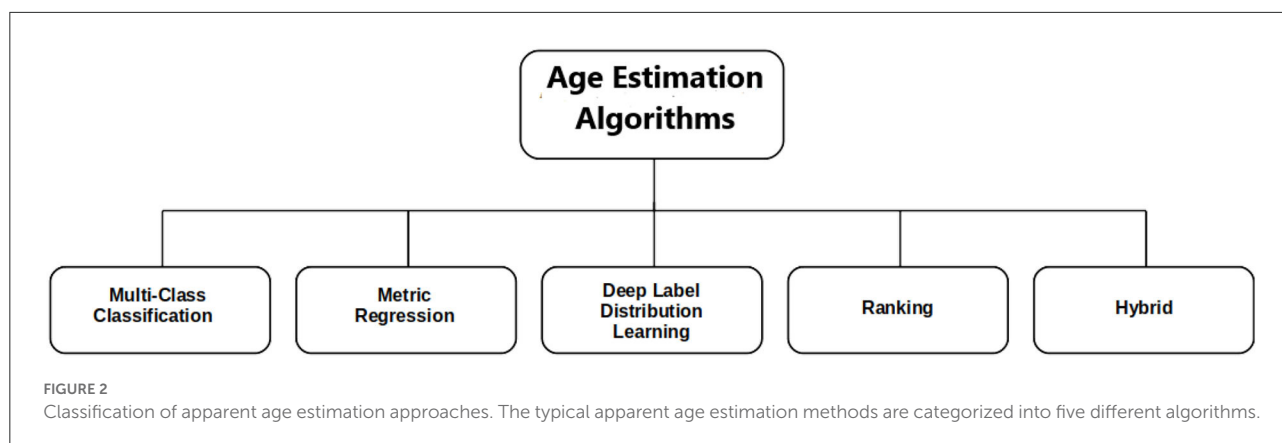 Age Estimation
Algorithms
Multi-Class
Classification
Metric
Regression
Deep Label
Distribution
Learning
Ranking
Hybrid
FIGURE 2
Classification of apparent age estimation approaches. The typical apparent age estimation methods are categorized into five different algorithms.